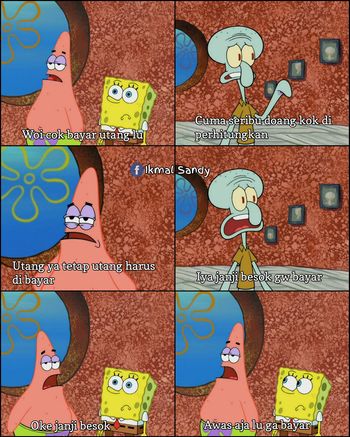 Woi cok bayar utang lu
Cuma seribu doang kok di
perhitungkan
f Ikmal Sandy
Utang ya tetap utang harus
di bayar
Iya janji besok gw bayar
Oke janji besok
Awas aja lu ga bayar